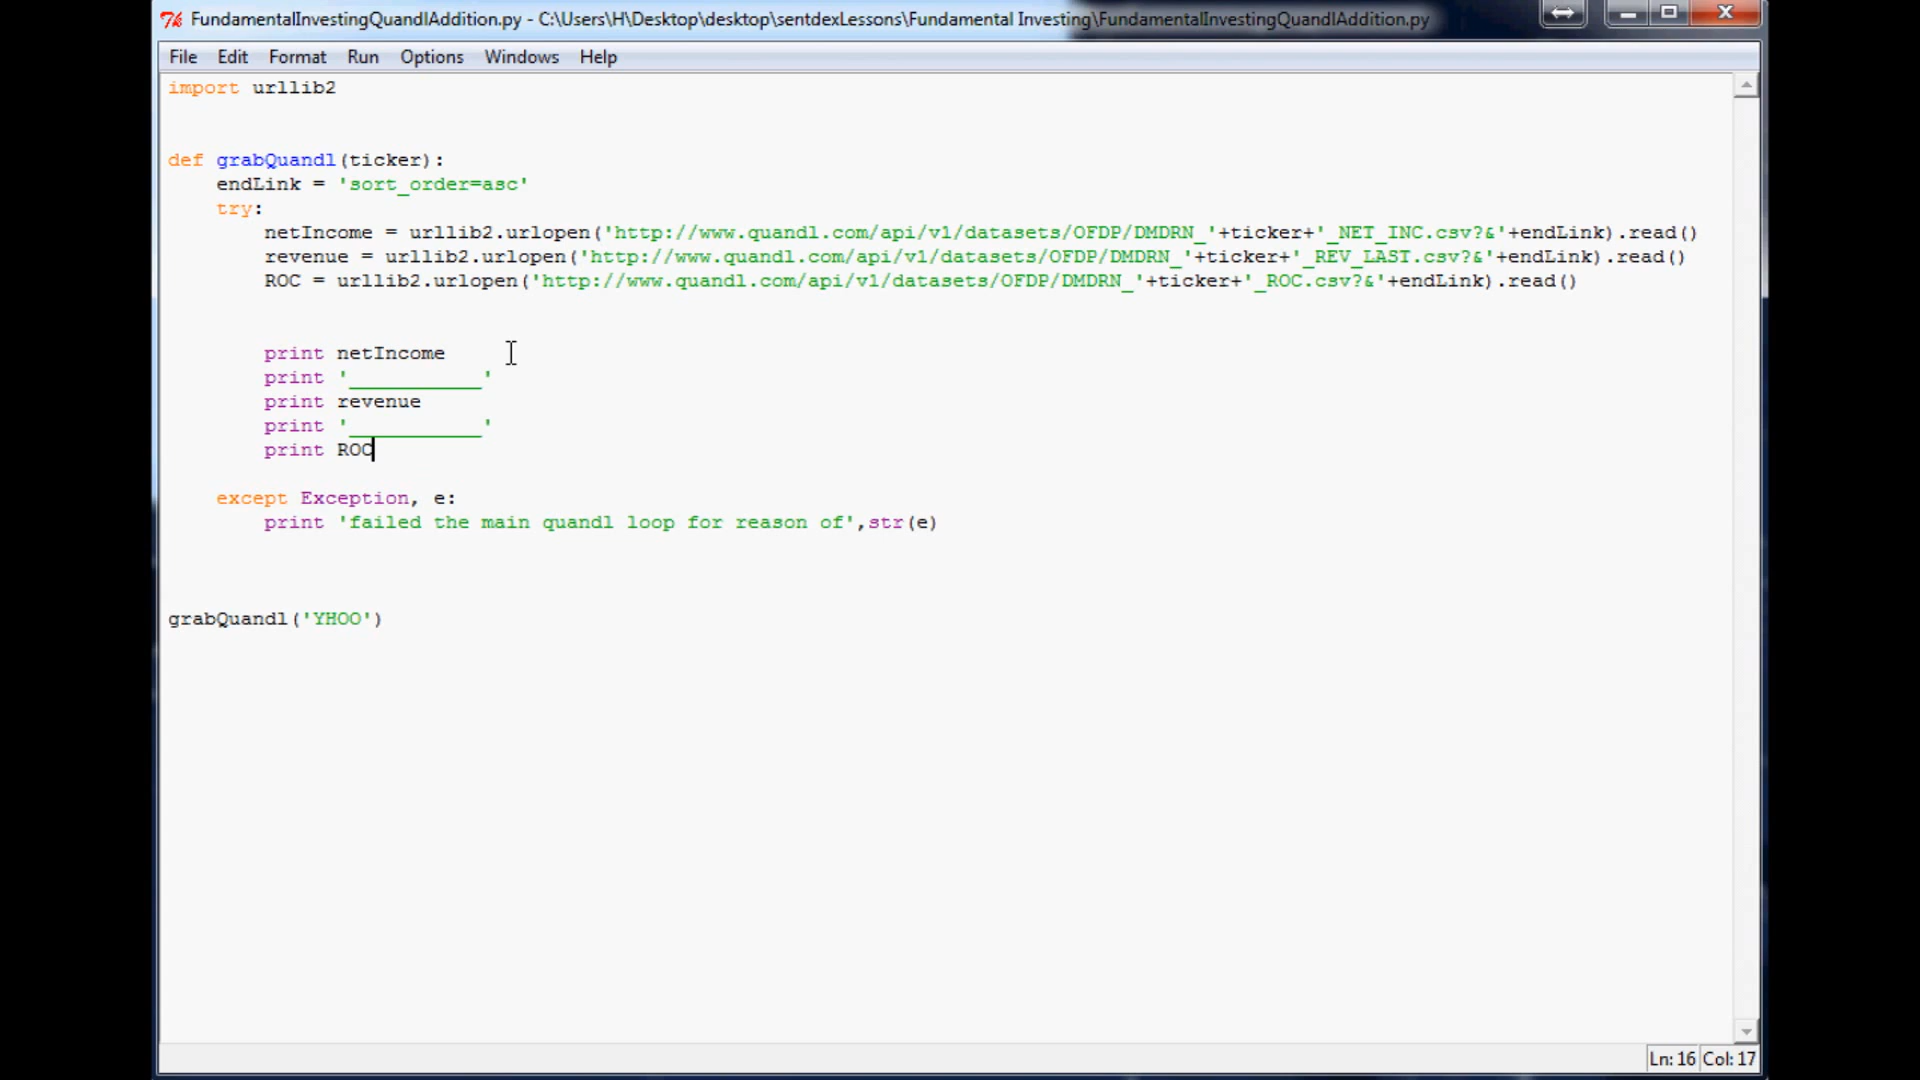 FundamentalInvestingQuandlAddition.py - C:\Users\H\Desktop\desktop\sentdexLessons\Fundamental Investing\FundamentalInvestingQuandlAddition.py
File Edit Format Run Options Windows Help
import urllib2
def grabQuandl(ticker):
    endLink = 'sort_order=asc'
    try:
        netIncome = urllib2.urlopen('http://www.quandl.com/api/v1/datasets/OFDP/DMDRN_'+ticker+'_NET_INC.csv?&'+endLink).read()
        revenue = urllib2.urlopen('http://www.quandl.com/api/v1/datasets/OFDP/DMDRN_'+ticker+'_REV_LAST.csv?&'+endLink).read()
        ROC = urllib2.urlopen('http://www.quandl.com/api/v1/datasets/OFDP/DMDRN_'+ticker+'_ROC.csv?&'+endLink).read()
        print netIncome
        print '___________'
        print revenue
        print '___________'
        print ROC
    except Exception, e:
        print 'failed the main quandl loop for reason of',str(e)
grabQuandl('YHOO')
Ln: 16 Col: 17